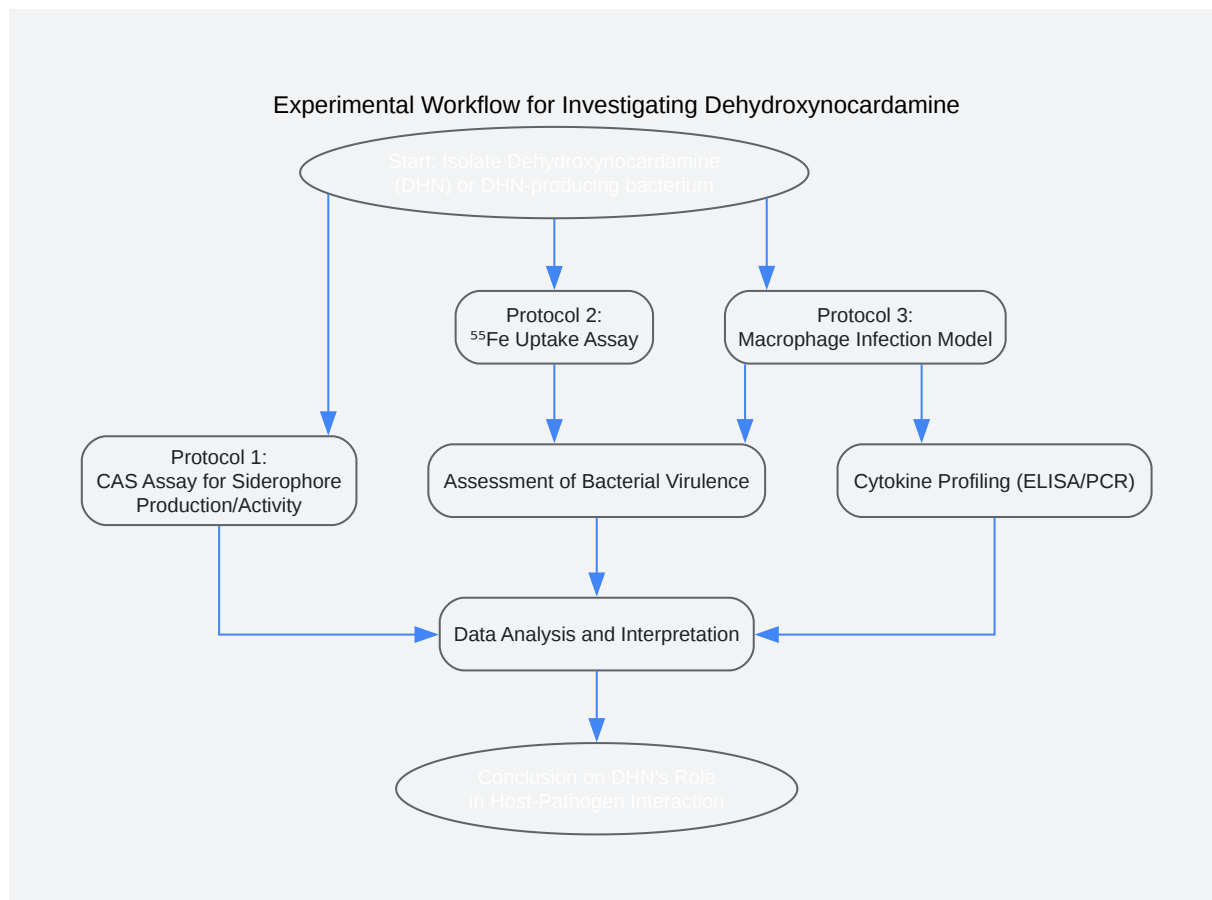 Experimental Workflow for Investigating Dehydroxynocardamine
Start: Isolate Dehydroxynocardamine
(DHN) or DHN-producing bacterium
Protocol 2:
⁵⁵Fe Uptake Assay
Protocol 3:
Macrophage Infection Model
Protocol 1:
CAS Assay for Siderophore
Production/Activity
Assessment of Bacterial Virulence
Cytokine Profiling (ELISA/PCR)
Data Analysis and Interpretation
Conclusion on DHN's Role
in Host-Pathogen Interaction